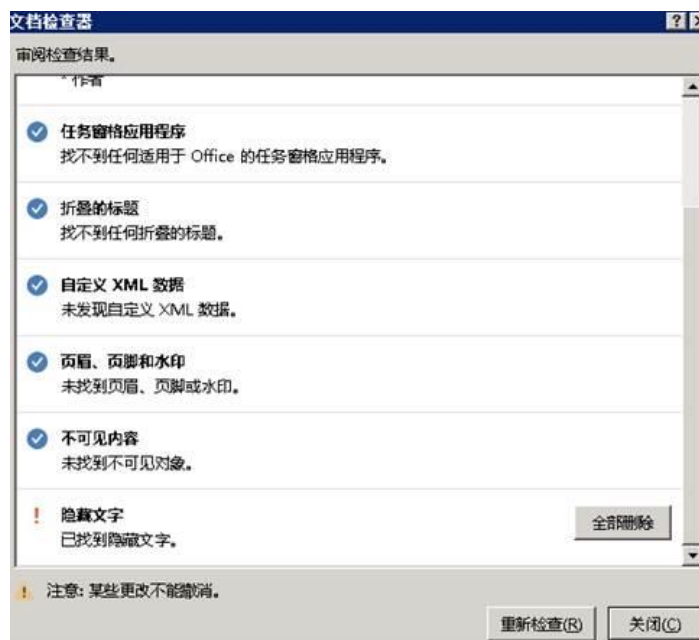 文档检查器
审阅检查结果。
* 作者
任务窗格应用程序
找不到任何适用于 Office 的任务窗格应用程序。
折叠的标题
找不到任何折叠的标题。
自定义 XML 数据
未发现自定义 XML 数据。
页眉、页脚和水印
未找到页眉、页脚或水印。
不可见内容
未找到不可见对象。
隐藏文字
全部删除
已找到隐藏文字。
注意: 某些更改不能撤消。
重新检查(R) 关闭(C)